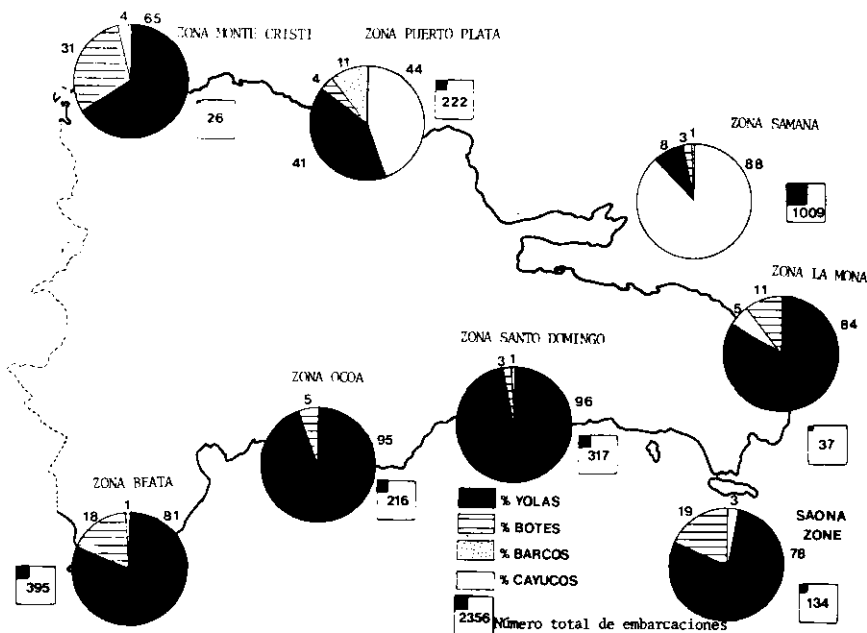 ZONA MONTE CRISTI
65
4
31
26
ZONA PUERTO PLATA
11
4
44
41
222
ZONA SAMANA
8
3
1
88
1009
ZONA LA MONA
11
5
84
37
ZONA SANTO DOMINGO
3
1
96
317
ZONA OCOA
5
95
216
ZONA BEATA
1
18
81
395
SAONA
ZONE
3
19
78
134
% YOLAS
% BOTES
% BARCOS
% CAYUCOS
2356 Número total de embarcaciones